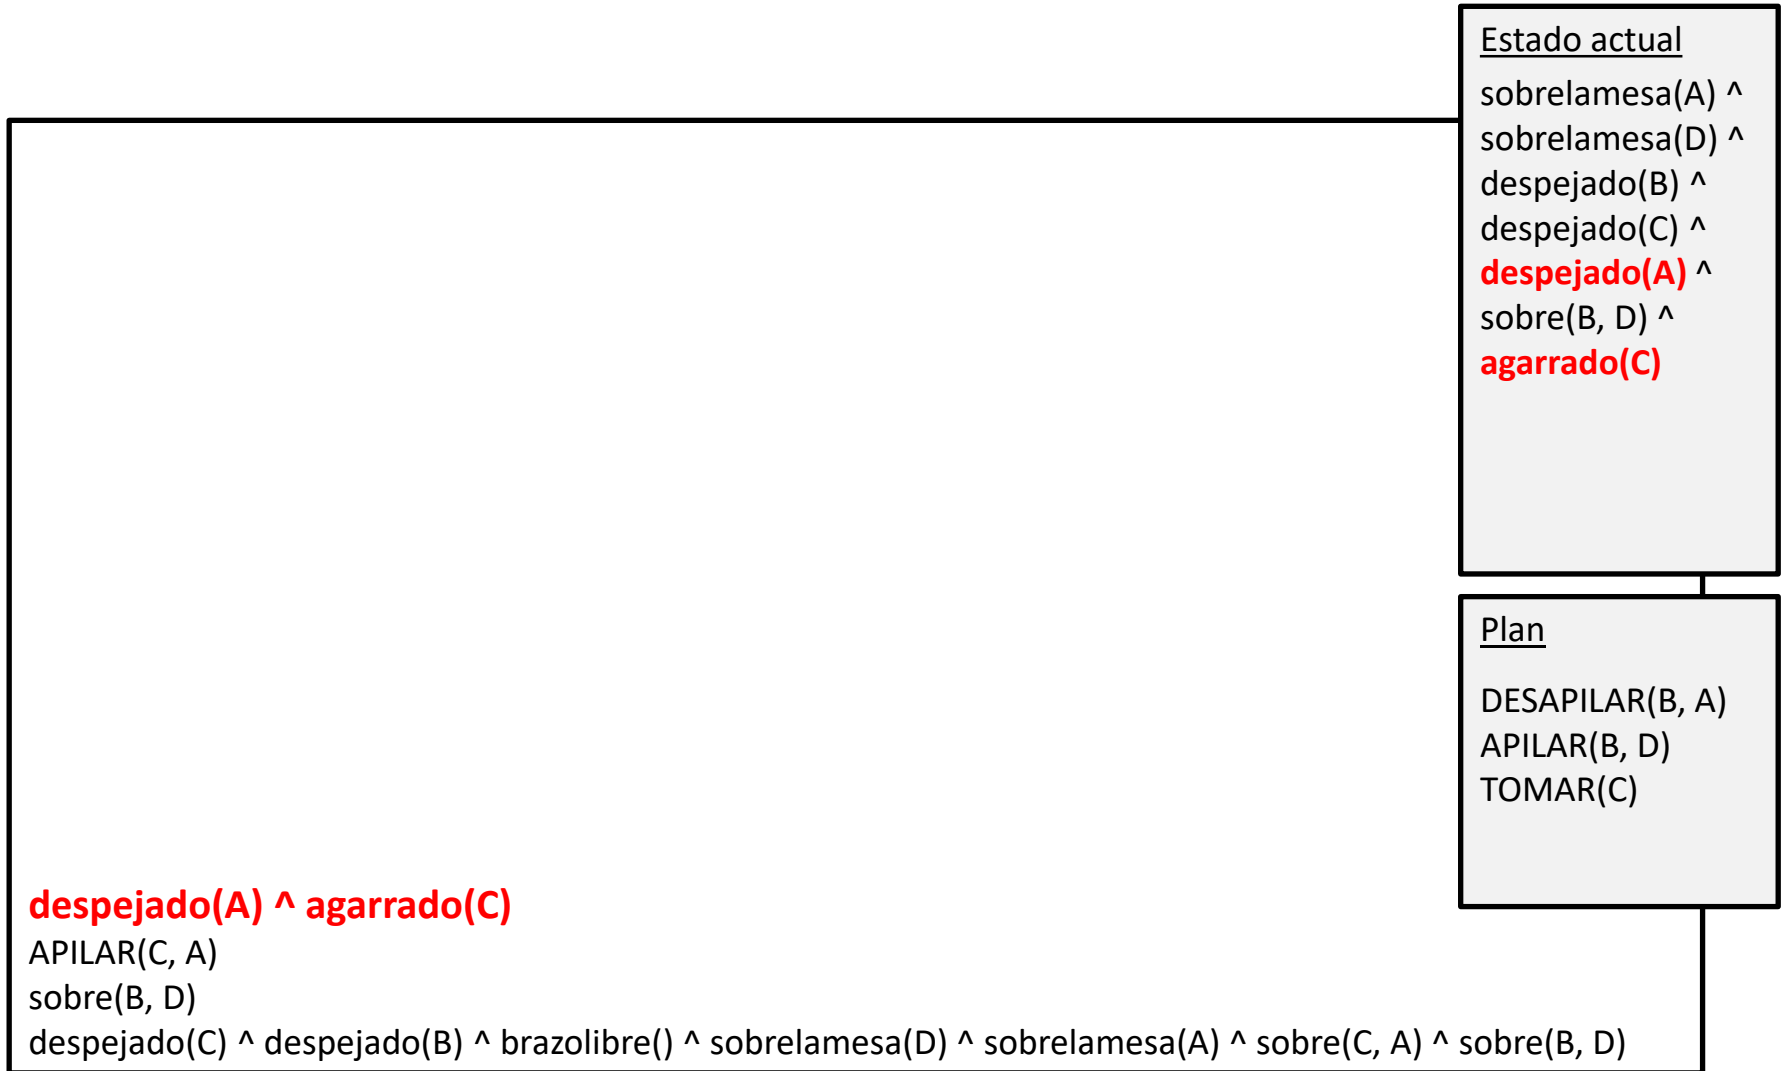 Estado actual
sobrelamesa(A) ^
sobrelamesa(D) ^
despejado(B) ^
despejado(C) ^
despejado(A) ^
sobre(B, D) ^
agarrado(C)
Plan
DESAPILAR(B, A)
APILAR(B, D)
TOMAR(C)
despejado(A) ^ agarrado(C)
APILAR(C, A)
sobre(B, D)
despejado(C) ^ despejado(B) ^ brazolibre() ^ sobrelamesa(D) ^ sobrelamesa(A) ^ sobre(C, A) ^ sobre(B, D)